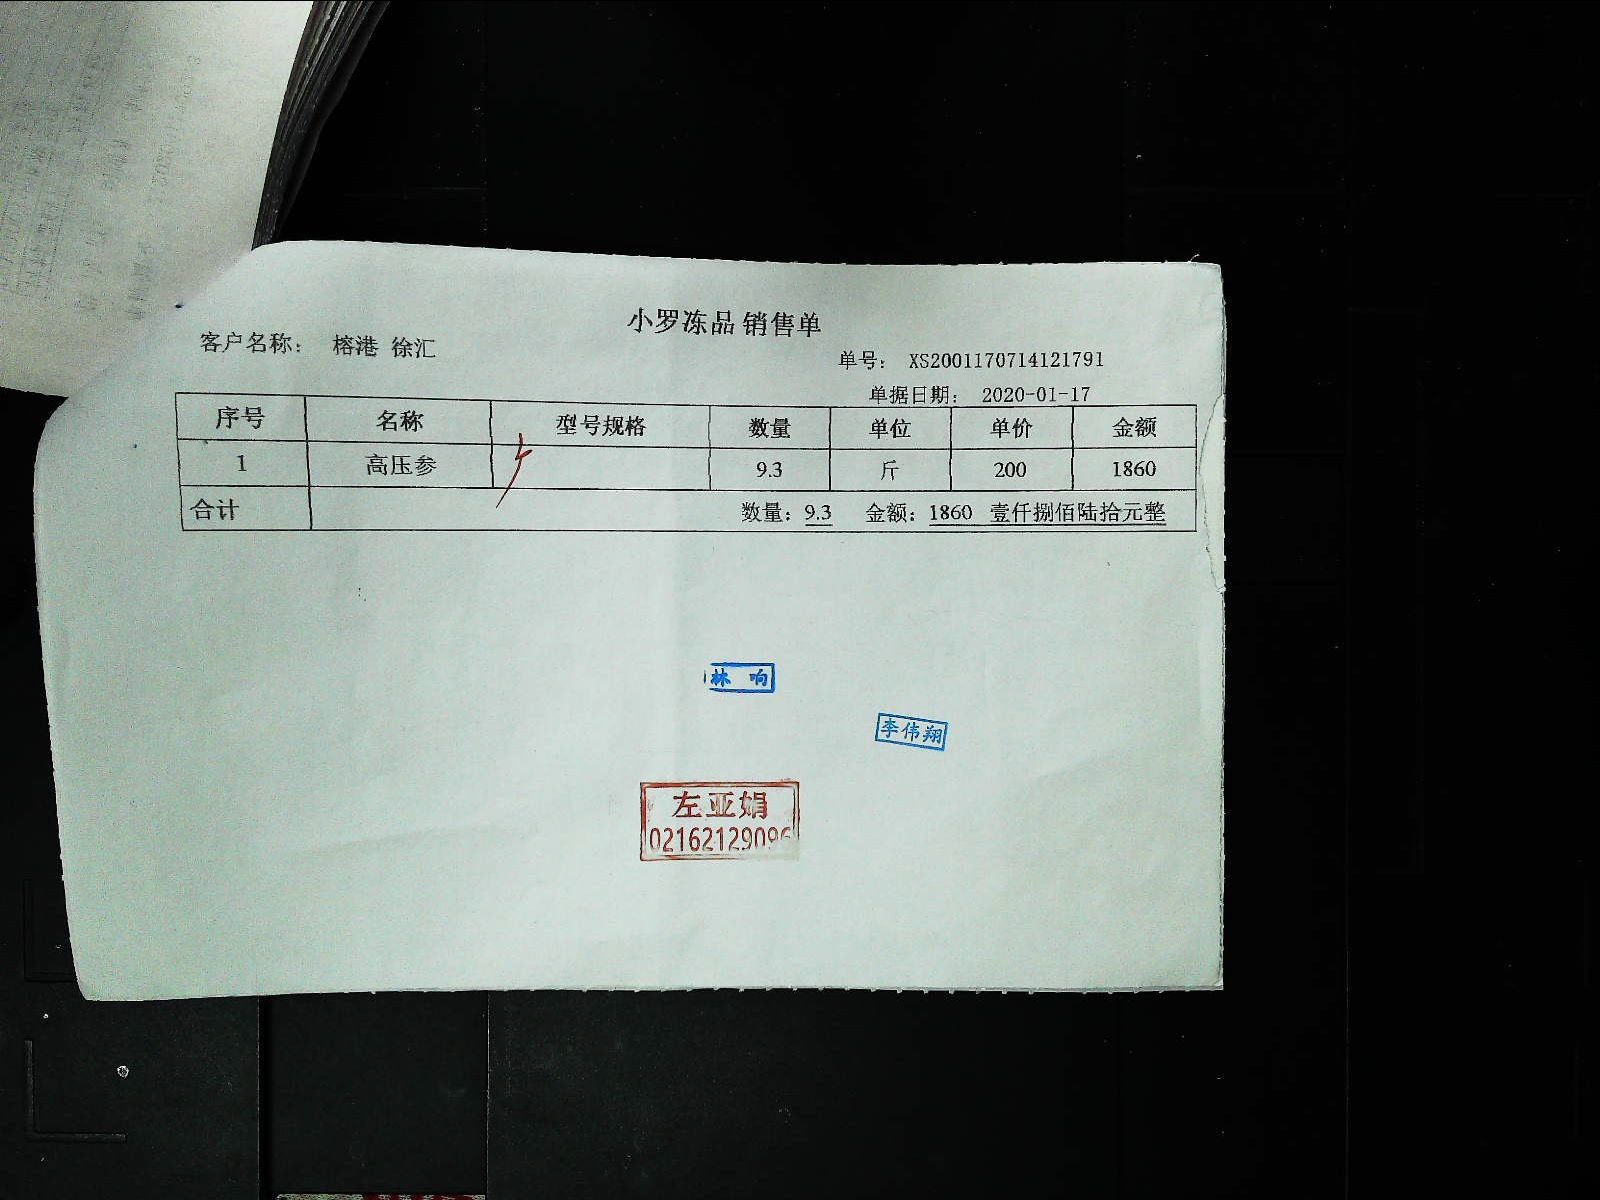 小罗冻品 销售单
客户名称： 榕港 徐汇
单号： XS2001170714121791
单据日期： 2020-01-17
序号 名称 型号规格 数量 单位 单价 金额
1 高压参 9.3 斤 200 1860
合计 数量：9.3 金额：1860 壹仟捌佰陆拾元整
林 响
李伟翔
左亚娟
02162129096